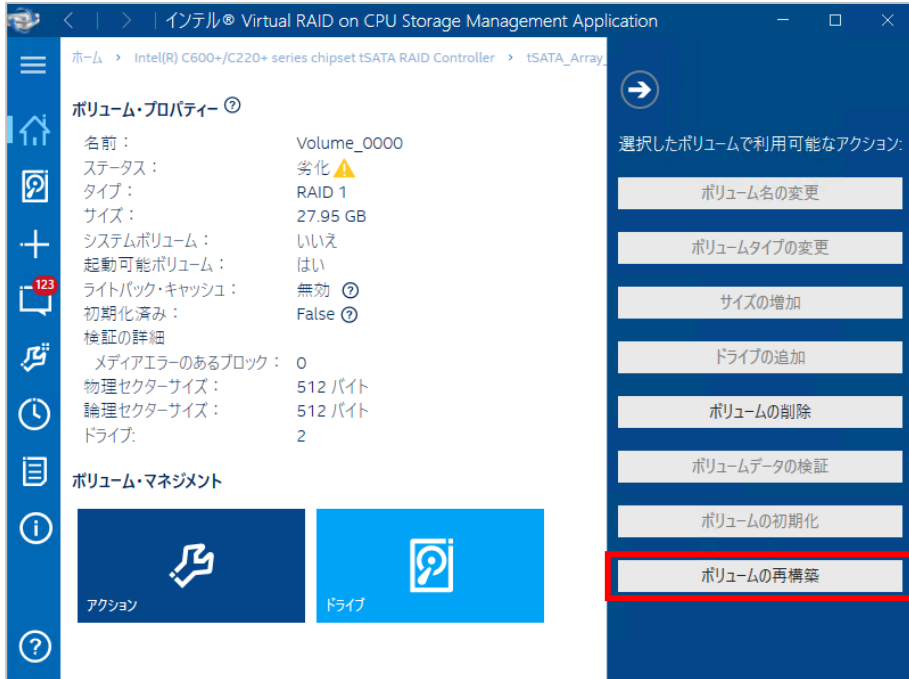 インテル® Virtual RAID on CPU Storage Management Application
ホーム > Intel(R) C600+/C220+ series chipset tSATA RAID Controller > tSATA_Array_
ボリューム・プロパティー ?
名前： Volume_0000
ステータス： 劣化
タイプ： RAID 1
サイズ： 27.95 GB
システムボリューム： いいえ
起動可能ボリューム： はい
ライトバック・キャッシュ： 無効 ?
初期化済み： False ?
検証の詳細
メディアエラーのあるブロック： 0
物理セクターサイズ： 512 バイト
論理セクターサイズ： 512 バイト
ドライブ: 2
ボリューム・マネジメント
アクション
ドライブ
123
選択したボリュームで利用可能なアクション:
ボリューム名の変更
ボリュームタイプの変更
サイズの増加
ドライブの追加
ボリュームの削除
ボリュームデータの検証
ボリュームの初期化
ボリュームの再構築